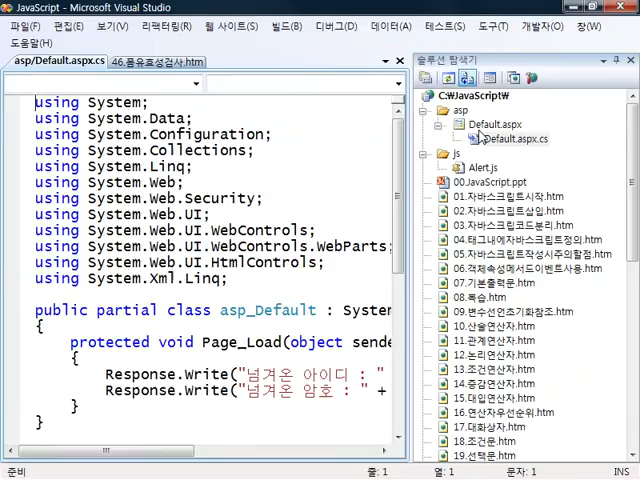 JavaScript - Microsoft Visual Studio
파일(F) 편집(E) 보기(V) 리팩터링(R) 웹 사이트(S) 빌드(B) 디버그(D) 데이터(A) 테스트(S) 도구(T) 개발자(O) 창(W)
도움말(H)
asp/Default.aspx.cs 46.폼유효성검사.htm
using System;
using System.Data;
using System.Configuration;
using System.Collections;
using System.Linq;
using System.Web;
using System.Web.Security;
using System.Web.UI;
using System.Web.UI.WebControls;
using System.Web.UI.WebControls.WebParts;
using System.Web.UI.HtmlControls;
using System.Xml.Linq;
public partial class asp_Default : System
{
protected void Page_Load(object sende
{
Response.Write("넘겨온 아이디 : "
Response.Write("넘겨온 암호 : " +
}
}
솔루션 탐색기
C:₩JavaScript₩
asp
Default.aspx
Default.aspx.cs
js
Alert.js
00.JavaScript.ppt
01.자바스크립트시작.htm
02.자바스크립트삽입.htm
03.자바스크립코드분리.htm
04.태그내에자바스크립트정의.htm
05.자바스크립트작성시주의할점.htm
06.객체속성메서드이벤트사용.htm
07.기본출력문.htm
08.복습.htm
09.변수선언초기화참조.htm
10.산술연산자.htm
11.관계연산자.htm
12.논리연산자.htm
13.조건연산자.htm
14.증감연산자.htm
15.대입연산자.htm
16.연산자우선순위.htm
17.대화상자.htm
18.조건문.htm
19.선택문.htm
준비 줄: 1 열: 1 문자: 1 INS